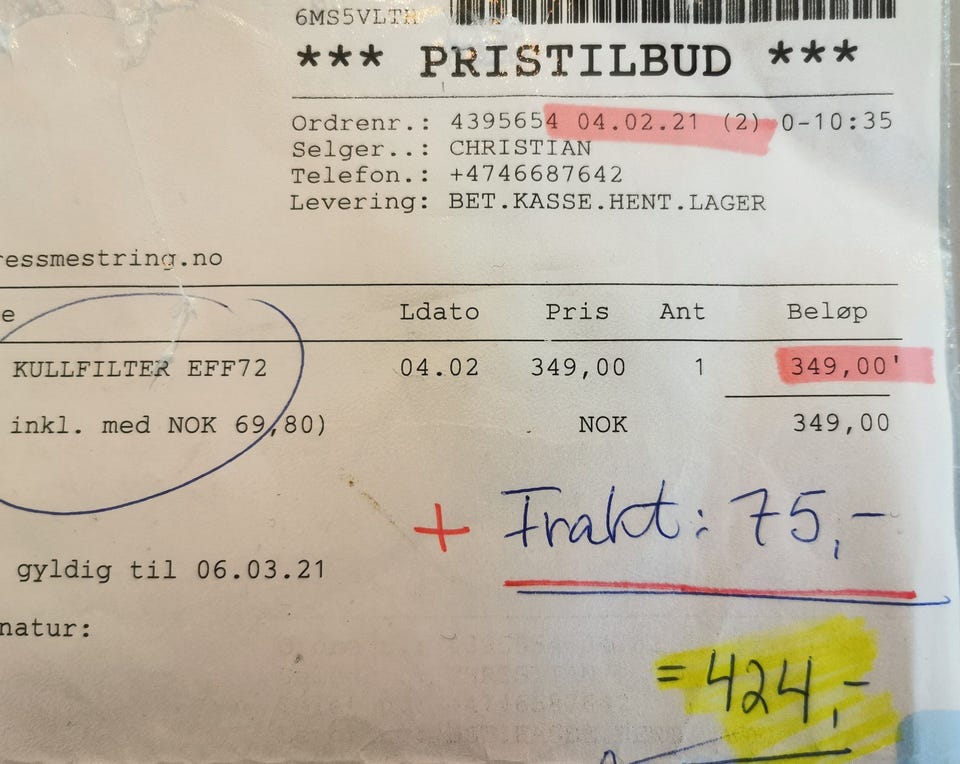 6MS5VLTH
*** PRISTILBUD ***
Ordrenr.: 4395654 04.02.21 (2) 0-10:35
Selger..: CHRISTIAN
Telefon.: +4746687642
Levering: BET.KASSE.HENT.LAGER
ressmestring.no
e Ldato Pris Ant Beløp
KULLFILTER EFF72 04.02 349,00 1 349,00'
inkl. med NOK 69,80) NOK 349,00
+ Frakt: 75,-
gyldig til 06.03.21
natur:
= 424,-